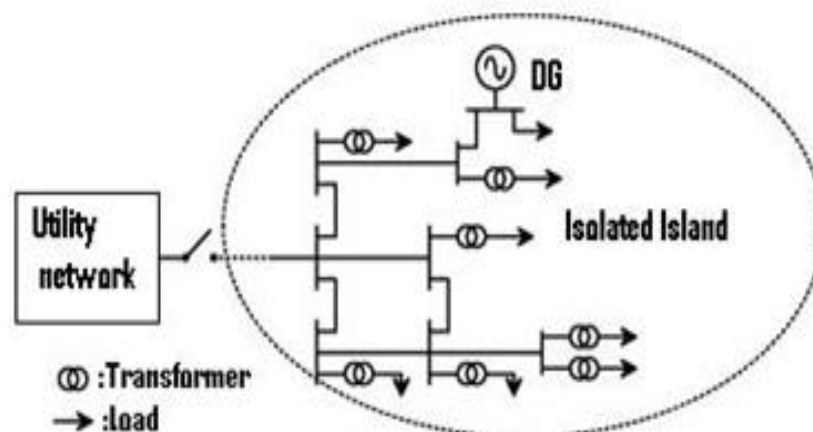 DG
Utility
network
Isolated Island
:Transformer
:Load